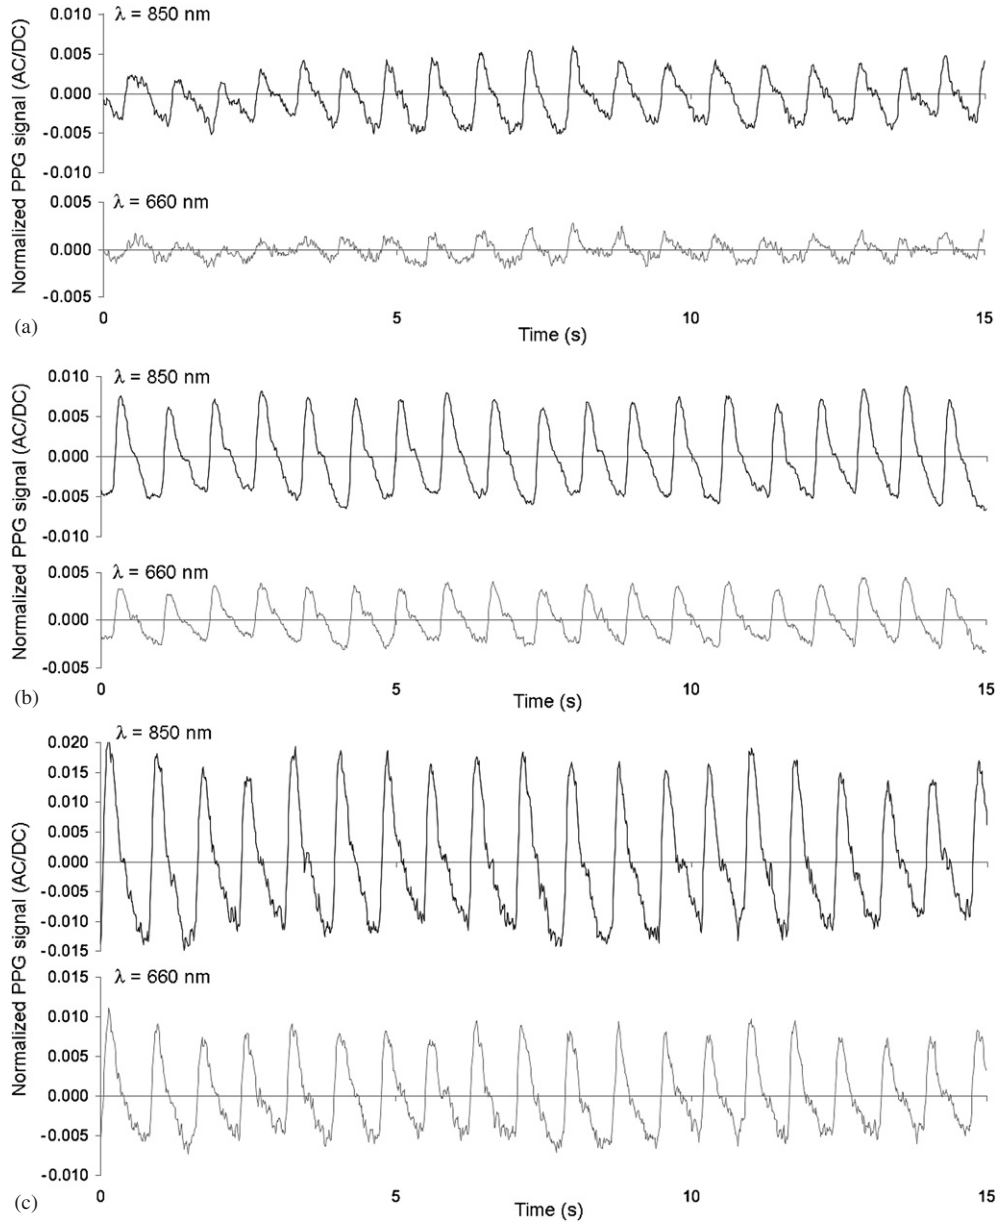 λ = 850 nm
Normalized PPG signal (AC/DC)
0.010
0.005
0.000
-0.005
-0.010
λ = 660 nm
0.005
0.000
-0.005
0 5 10 15
Time (s)
(a)
λ = 850 nm
Normalized PPG signal (AC/DC)
0.010
0.005
0.000
-0.005
-0.010
λ = 660 nm
0.005
0.000
-0.005
0 5 10 15
Time (s)
(b)
λ = 850 nm
Normalized PPG signal (AC/DC)
0.020
0.015
0.010
0.005
0.000
-0.005
-0.010
-0.015
λ = 660 nm
0.015
0.010
0.005
0.000
-0.005
-0.010
0 5 10 15
Time (s)
(c)